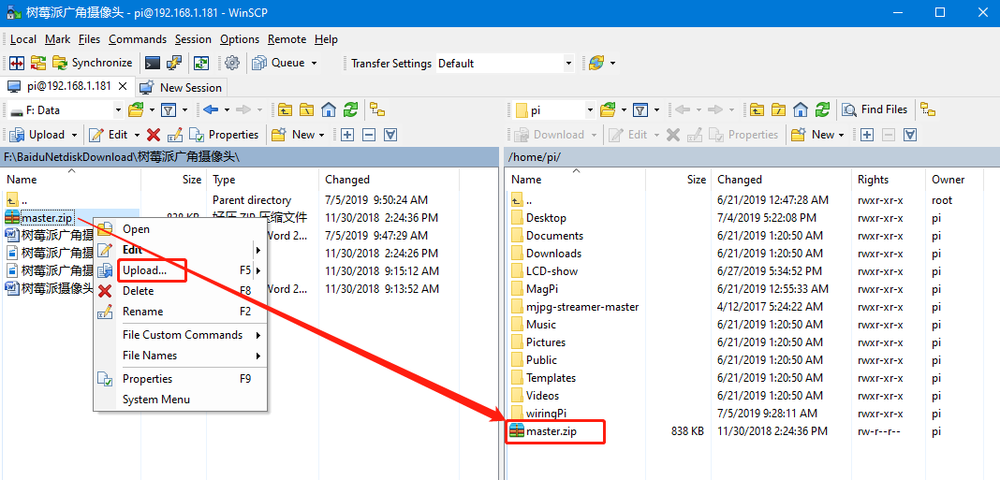 树莓派广角摄像头 - pi@192.168.1.181 - WinSCP
Local Mark Files Commands Session Options Remote Help
Synchronize Queue Transfer Settings Default
pi@192.168.1.181 New Session
F: Data
pi Find Files
Upload Edit Properties New
Download Edit Properties New
F:\BaiduNetdiskDownload\树莓派广角摄像头\
Name Size Type Changed
.. Parent directory 7/5/2019 9:50:24 AM
master.zip 838 KB 好压 ZIP 压缩文件 11/30/2018 2:24:36 PM
树莓派广角摄 Word 2... 7/5/2019 9:47:29 AM
树莓派广角摄 11/30/2018 2:24:26 PM
树莓派广角摄 11/30/2018 9:15:12 AM
树莓派摄像头 Word 2... 11/30/2018 9:13:52 AM
Open
Edit
Upload... F5
Delete F8
Rename F2
File Custom Commands
File Names
Properties F9
System Menu
/home/pi/
Name Size Changed Rights Owner
.. 6/21/2019 12:47:28 AM rwxr-xr-x root
Desktop 7/4/2019 5:22:08 PM rwxr-xr-x pi
Documents 6/21/2019 1:20:50 AM rwxr-xr-x pi
Downloads 6/21/2019 1:20:50 AM rwxr-xr-x pi
LCD-show 6/27/2019 5:34:52 PM rwxr-xr-x pi
MagPi 6/21/2019 12:55:33 AM rwxr-xr-x pi
mjpg-streamer-master 4/12/2017 5:24:22 AM rwxr-xr-x pi
Music 6/21/2019 1:20:50 AM rwxr-xr-x pi
Pictures 6/21/2019 1:20:50 AM rwxr-xr-x pi
Public 6/21/2019 1:20:50 AM rwxr-xr-x pi
Templates 6/21/2019 1:20:50 AM rwxr-xr-x pi
Videos 6/21/2019 1:20:50 AM rwxr-xr-x pi
wiringPi 7/5/2019 9:28:11 AM rwxr-xr-x pi
master.zip 838 KB 11/30/2018 2:24:36 PM rw-r--r-- pi